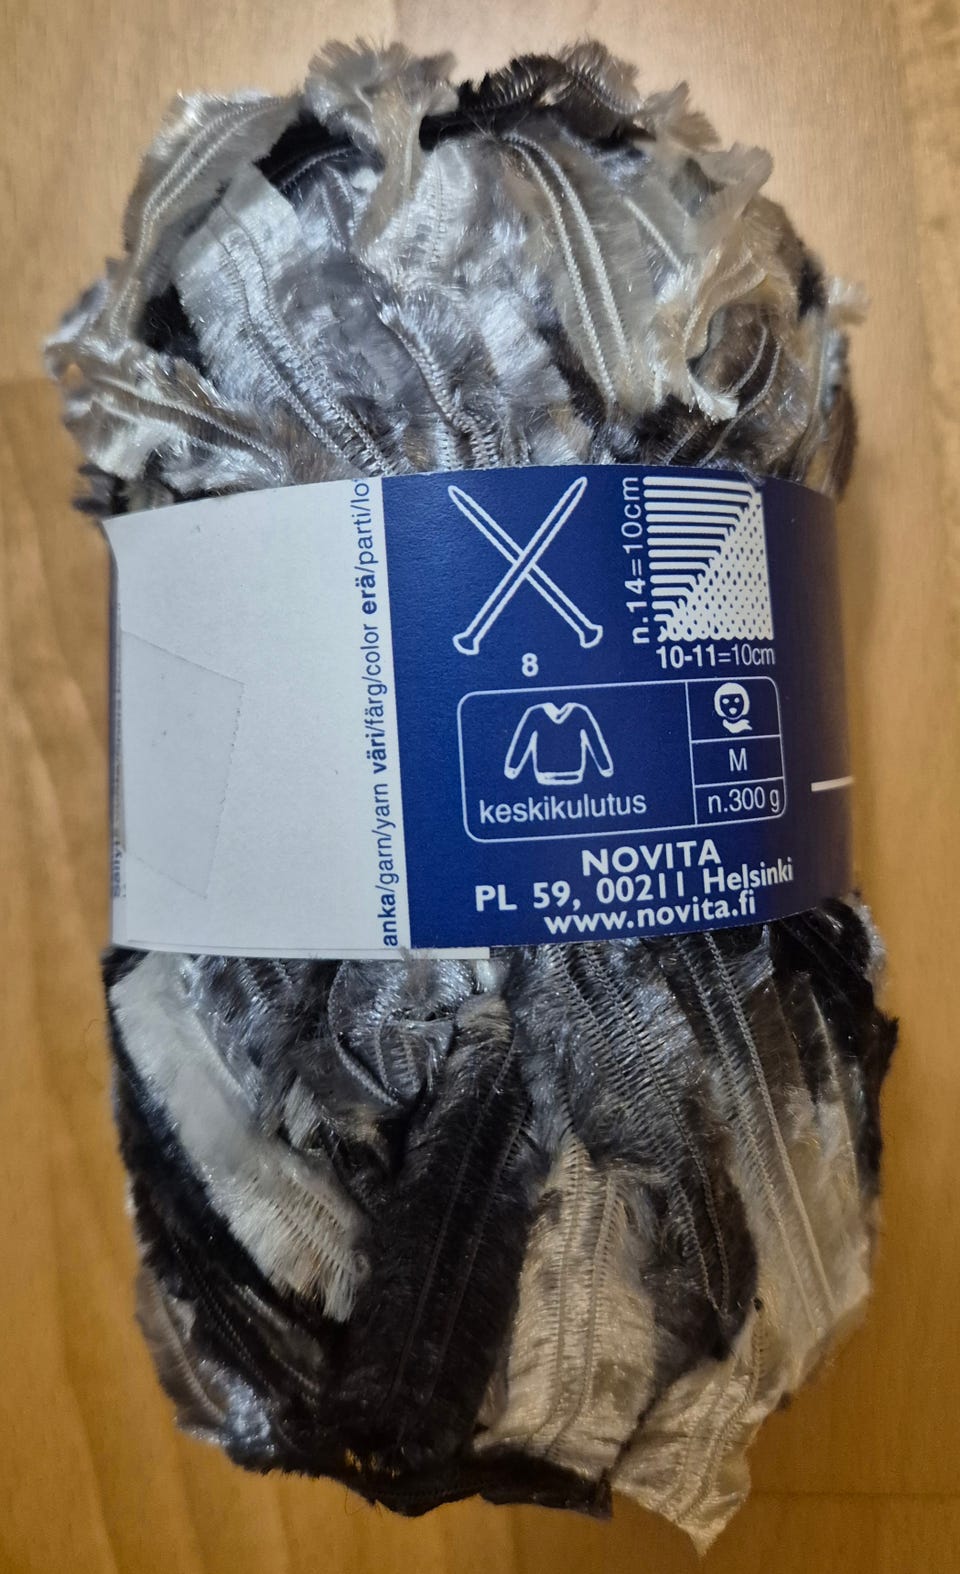 anka/garn/yarn väri/färg/color erä/parti/lo
8
n.14=10cm
10-11=10cm
keskikulutus
M
n.300 g
NOVITA
PL 59, 00211 Helsinki
www.novita.fi